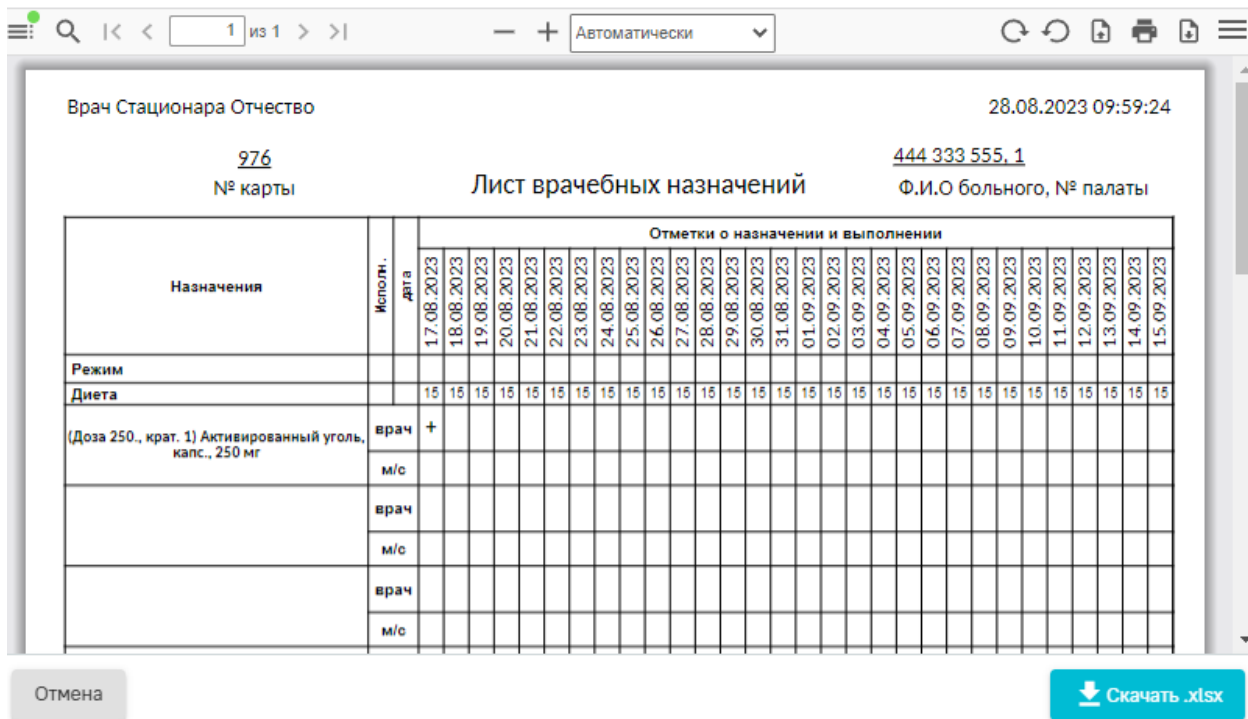 1 из 1 Автоматически
Врач Стационара Отчество 28.08.2023 09:59:24
976 444 333 555, 1
№ карты Лист врачебных назначений Ф.И.О больного, № палаты
Назначения Исполн. дата Отметки о назначении и выполнении
17.08.2023 18.08.2023 19.08.2023 20.08.2023 21.08.2023 22.08.2023 23.08.2023 24.08.2023 25.08.2023 26.08.2023 27.08.2023 28.08.2023 29.08.2023 30.08.2023 31.08.2023 01.09.2023 02.09.2023 03.09.2023 04.09.2023 05.09.2023 06.09.2023 07.09.2023 08.09.2023 09.09.2023 10.09.2023 11.09.2023 12.09.2023 13.09.2023 14.09.2023 15.09.2023
Режим
Диета 15 15 15 15 15 15 15 15 15 15 15 15 15 15 15 15 15 15 15 15 15 15 15 15 15 15 15 15 15 15
(Доза 250., крат. 1) Активированный уголь,
капс., 250 мг
врач +
м/с
врач
м/с
врач
м/с
Отмена Скачать .xlsx